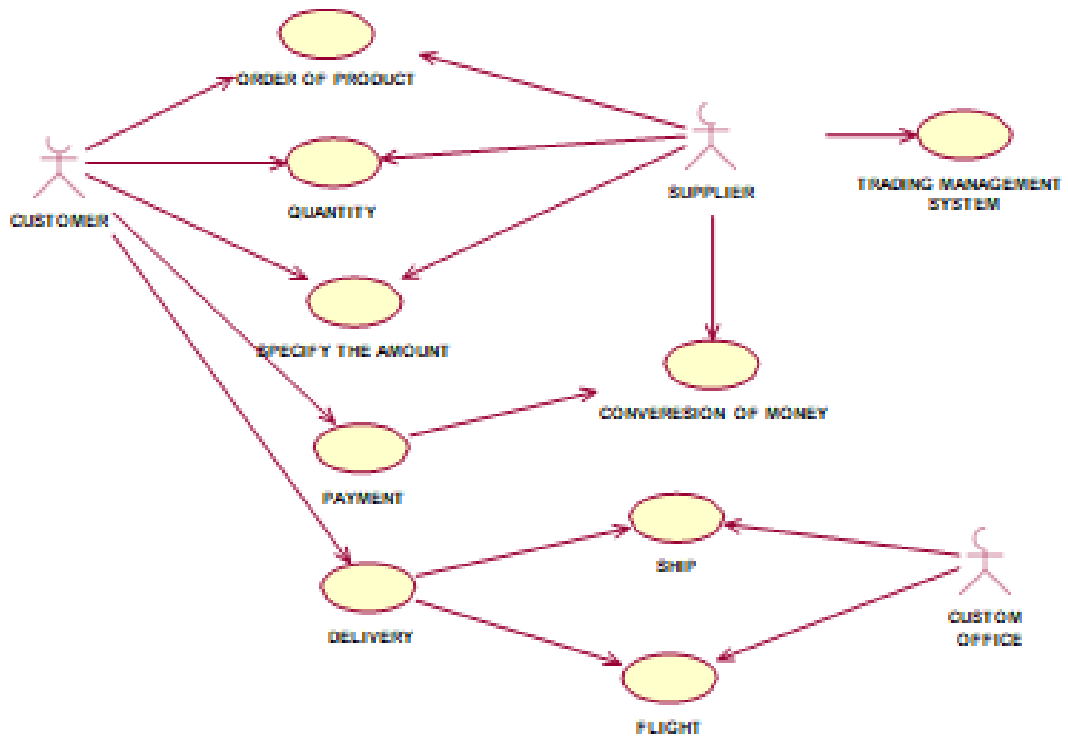 ORDER OF PRODUCT
CUSTOMER
QUANTITY
SUPPLIER
TRADING MANAGEMENT
SYSTEM
SPECIFY THE AMOUNT
CONVERESION OF MONEY
PAYMENT
SHIP
DELIVERY
CUSTOM
OFFICE
FLIGHT